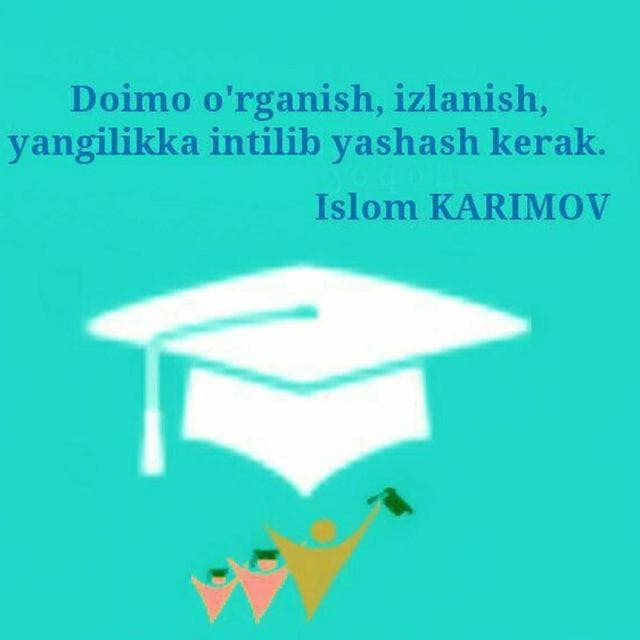 Doimo o'rganish, izlanish,
yangilikka intilib yashash kerak.
Islom KARIMOV